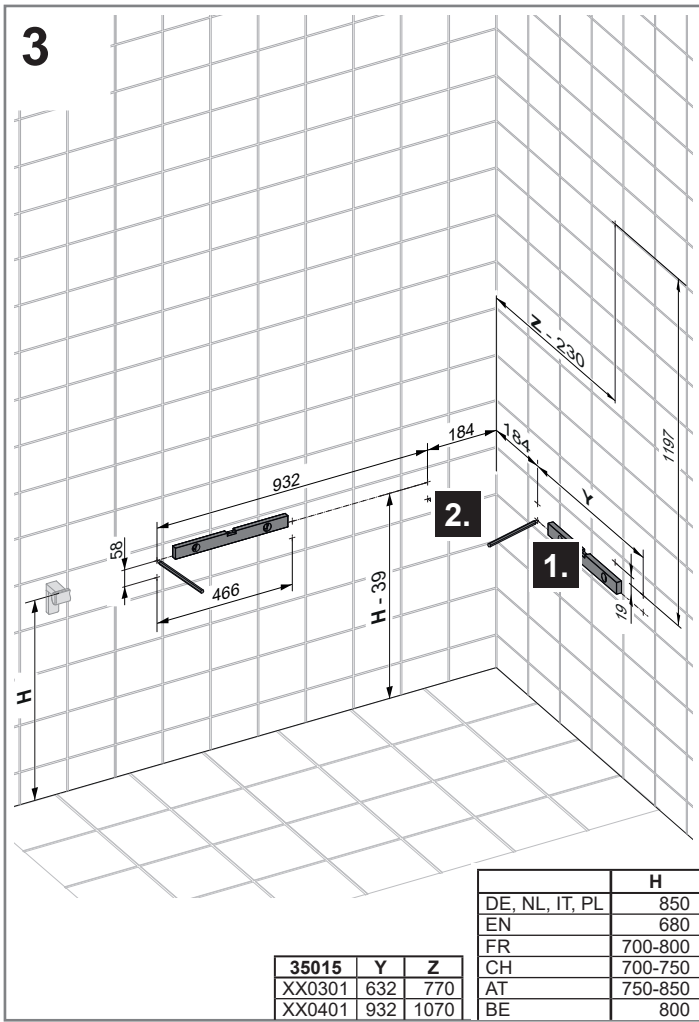 3
Z - 230
1197
184
184
932
Y
2.
1.
58
466
H - 39
19
H
H
DE, NL, IT, PL 850
EN 680
FR 700-800
CH 700-750
AT 750-850
BE 800
35015 Y Z
XX0301 632 770
XX0401 932 1070